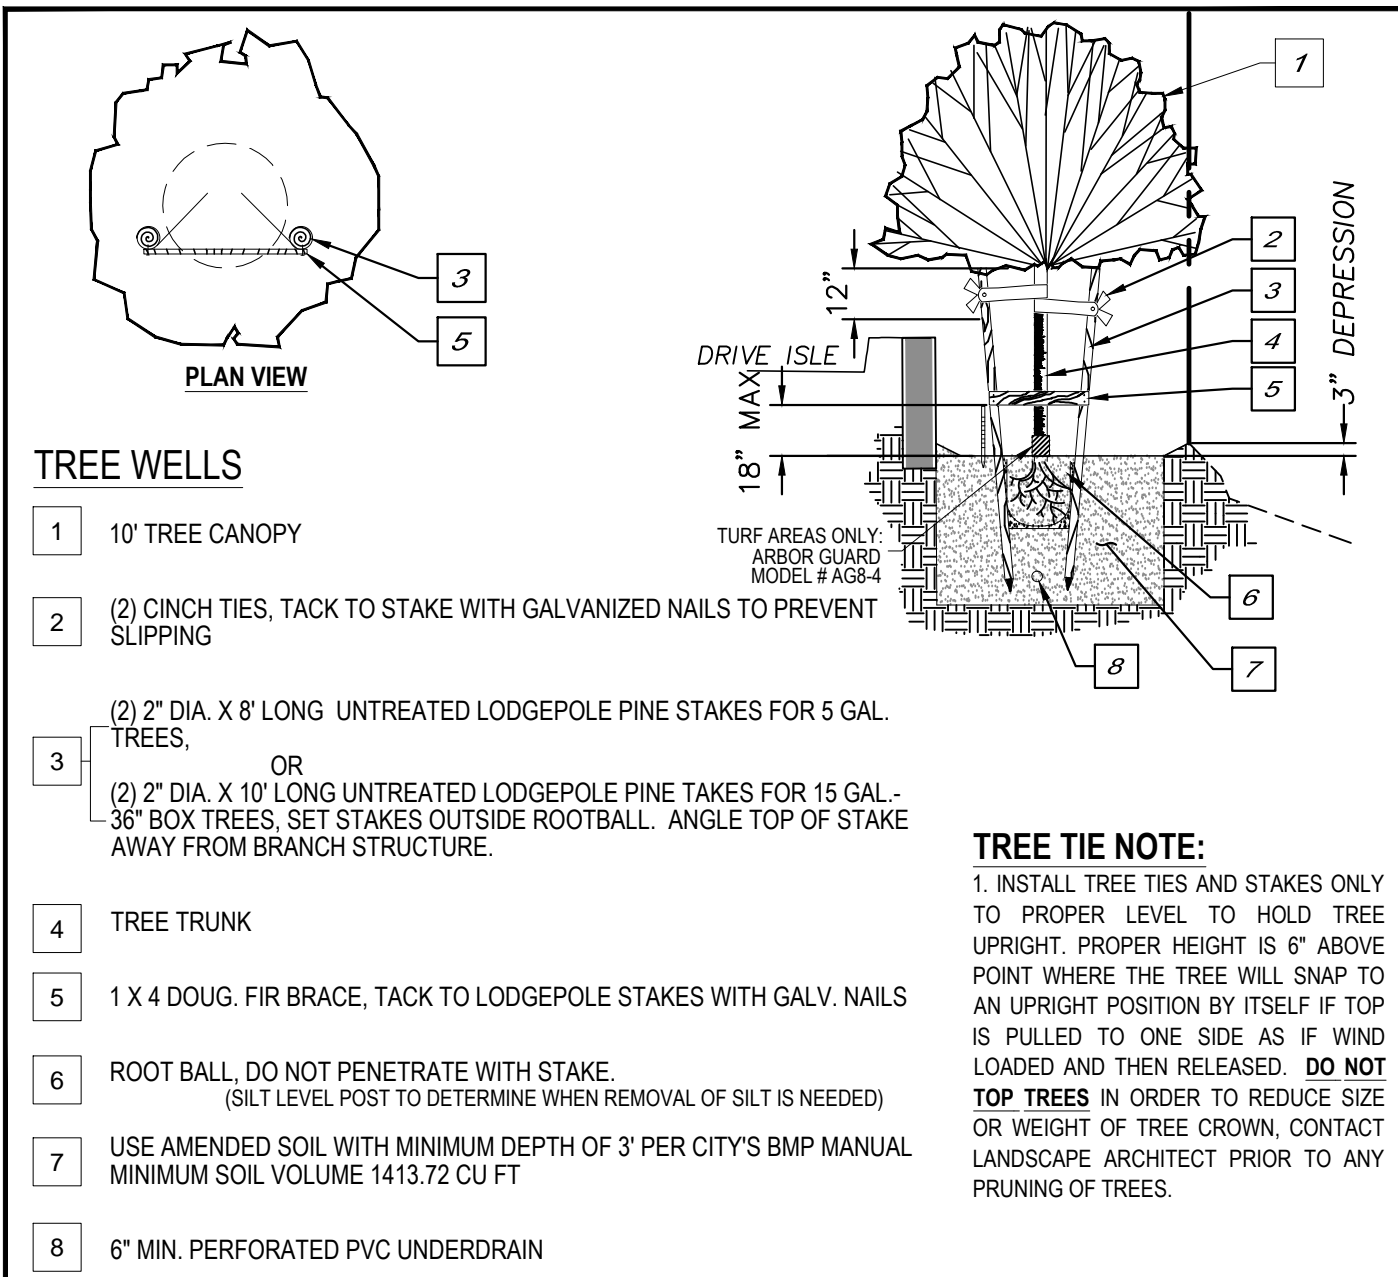 3
5
PLAN VIEW
1
2
3
4
5
12”
DRIVE ISLE
18” MAX
3” DEPRESSION
TURF AREAS ONLY:
ARBOR GUARD
MODEL # AG8-4
6
7
8
TREE WELLS
1 10' TREE CANOPY
2 (2) CINCH TIES, TACK TO STAKE WITH GALVANIZED NAILS TO PREVENT
SLIPPING
3 (2) 2" DIA. X 8' LONG UNTREATED LODGEPOLE PINE STAKES FOR 5 GAL.
TREES,
OR
(2) 2" DIA. X 10' LONG UNTREATED LODGEPOLE PINE TAKES FOR 15 GAL.-
36" BOX TREES, SET STAKES OUTSIDE ROOTBALL. ANGLE TOP OF STAKE
AWAY FROM BRANCH STRUCTURE.
4 TREE TRUNK
5 1 X 4 DOUG. FIR BRACE, TACK TO LODGEPOLE STAKES WITH GALV. NAILS
6 ROOT BALL, DO NOT PENETRATE WITH STAKE.
(SILT LEVEL POST TO DETERMINE WHEN REMOVAL OF SILT IS NEEDED)
7 USE AMENDED SOIL WITH MINIMUM DEPTH OF 3' PER CITY'S BMP MANUAL
MINIMUM SOIL VOLUME 1413.72 CU FT
8 6" MIN. PERFORATED PVC UNDERDRAIN
TREE TIE NOTE:
1. INSTALL TREE TIES AND STAKES ONLY
TO PROPER LEVEL TO HOLD TREE
UPRIGHT. PROPER HEIGHT IS 6" ABOVE
POINT WHERE THE TREE WILL SNAP TO
AN UPRIGHT POSITION BY ITSELF IF TOP
IS PULLED TO ONE SIDE AS IF WIND
LOADED AND THEN RELEASED. DO NOT
TOP TREES IN ORDER TO REDUCE SIZE
OR WEIGHT OF TREE CROWN, CONTACT
LANDSCAPE ARCHITECT PRIOR TO ANY
PRUNING OF TREES.